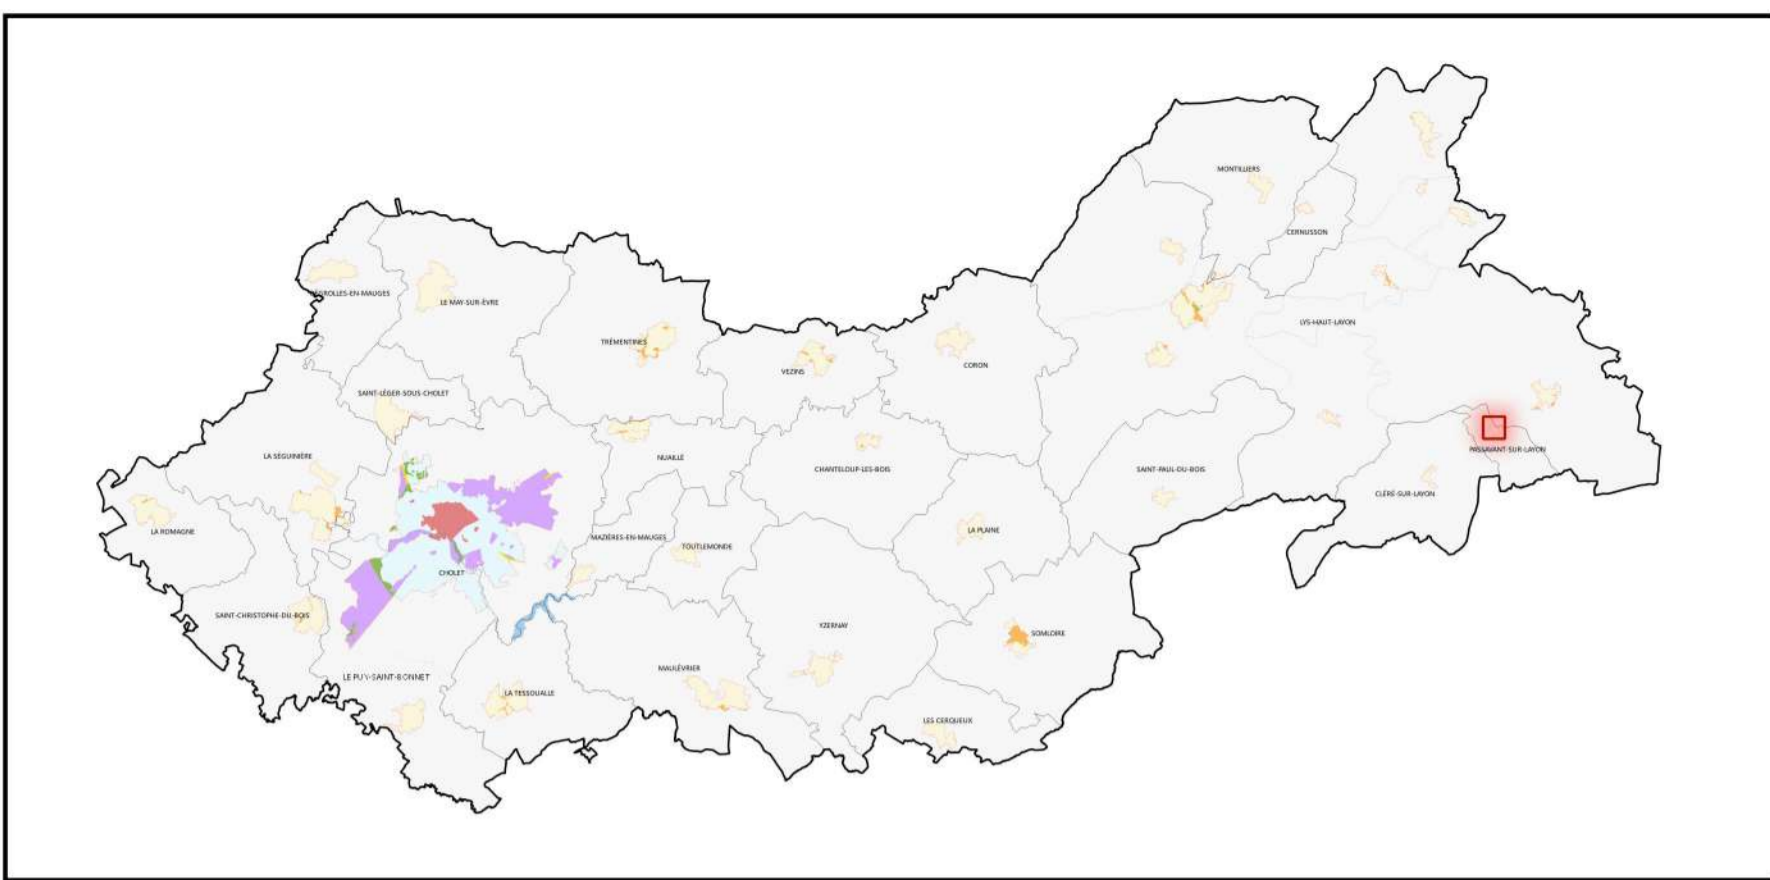 MONTILLIERS
CERNUSSON
BÉGROLLES-EN-MAUGES
LE MAY-SUR-ÈVRE
LYS-HAUT-LAYON
TRÉMENTINES
VEZINS
CORON
SAINT-LÉGER-SOUS-CHOLET
PASSAVANT-SUR-LAYON
LA SÉGUINIÈRE
NUAILLÉ
CHANTELOUP-LES-BOIS
SAINT-PAUL-DU-BOIS
CLÉRÉ-SUR-LAYON
LA ROMAGNE
LA PLAINE
MAZIÈRES-EN-MAUGES
TOUTLEMONDE
CHOLET
SAINT-CHRISTOPHE-DU-BOIS
YZERNAY
SOMLOIRE
MAULÉVRIER
LE PUY-SAINT-BONNET
LA TESSOUALLE
LES CERQUEUX